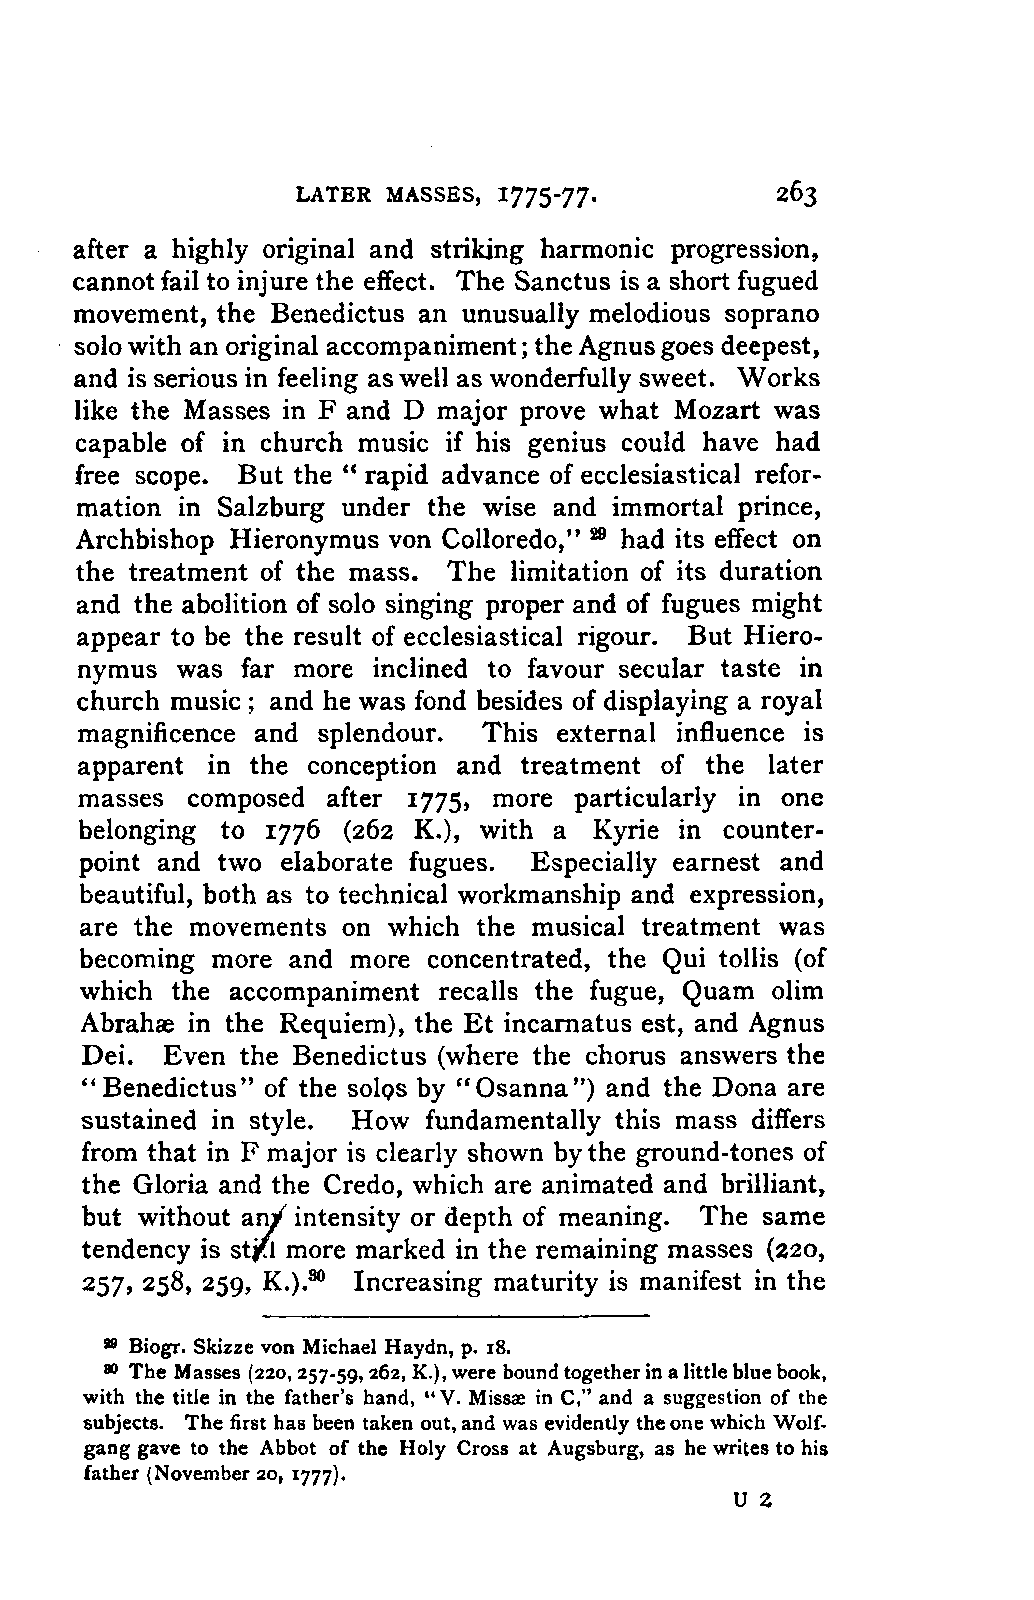 LATER MASSES, 1775-77. 263
after a highly original and striking harmonic progression,
cannot fail to injure the effect. The Sanctus is a short fugued
movement, the Benedictus an unusually melodious soprano
solo with an original accompaniment; the Agnus goes deepest,
and is serious in feeling as well as wonderfully sweet. Works
like the Masses in F and D major prove what Mozart was
capable of in church music if his genius could have had
free scope. But the "rapid advance of ecclesiastical refor-
mation in Salzburg under the wise and immortal prince,
Archbishop Hieronymus von Colloredo," ²⁹ had its effect on
the treatment of the mass. The limitation of its duration
and the abolition of solo singing proper and of fugues might
appear to be the result of ecclesiastical rigour. But Hiero-
nymus was far more inclined to favour secular taste in
church music; and he was fond besides of displaying a royal
magnificence and splendour. This external influence is
apparent in the conception and treatment of the later
masses composed after 1775, more particularly in one
belonging to 1776 (262 K.), with a Kyrie in counter-
point and two elaborate fugues. Especially earnest and
beautiful, both as to technical workmanship and expression,
are the movements on which the musical treatment was
becoming more and more concentrated, the Qui tollis (of
which the accompaniment recalls the fugue, Quam olim
Abrahæ in the Requiem), the Et incarnatus est, and Agnus
Dei. Even the Benedictus (where the chorus answers the
"Benedictus" of the solos by "Osanna") and the Dona are
sustained in style. How fundamentally this mass differs
from that in F major is clearly shown by the ground-tones of
the Gloria and the Credo, which are animated and brilliant,
but without any intensity or depth of meaning. The same
tendency is still more marked in the remaining masses (220,
257, 258, 259, K.).³⁰ Increasing maturity is manifest in the
²⁹ Biogr. Skizze von Michael Haydn, p. 18.
³⁰ The Masses (220, 257-59, 262, K.), were bound together in a little blue book,
with the title in the father's hand, "V. Missæ in C," and a suggestion of the
subjects. The first has been taken out, and was evidently the one which Wolf-
gang gave to the Abbot of the Holy Cross at Augsburg, as he writes to his
father (November 20, 1777).
U 2